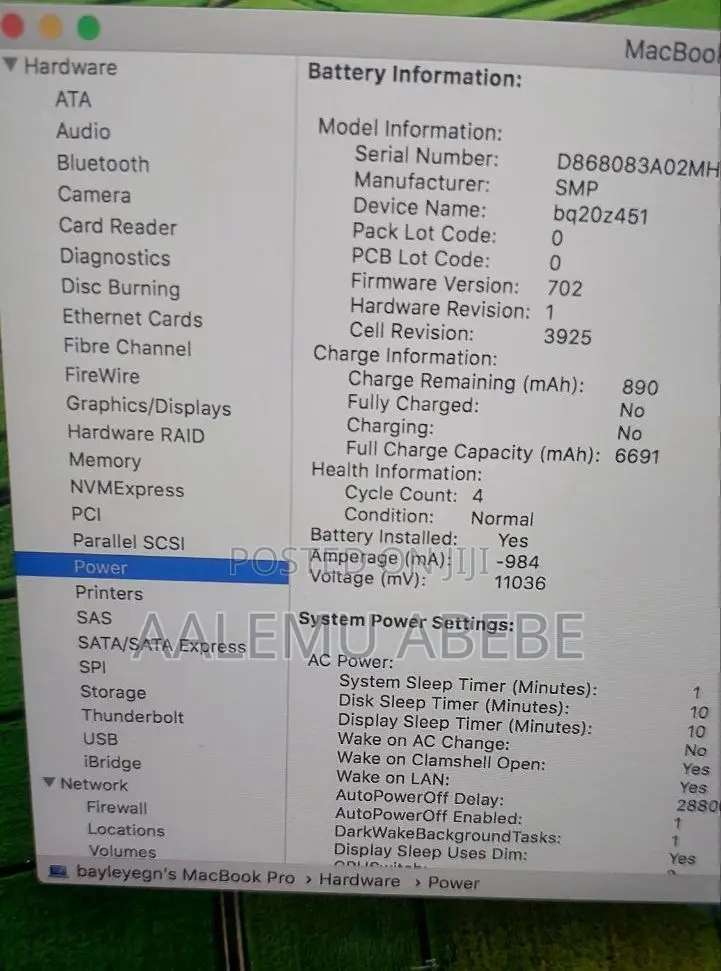 MacBook
Hardware
ATA
Audio
Bluetooth
Camera
Card Reader
Diagnostics
Disc Burning
Ethernet Cards
Fibre Channel
FireWire
Graphics/Displays
Hardware RAID
Memory
NVMExpress
PCI
Parallel SCSI
Power
Printers
SAS
SATA/SATA Express
SPI
Storage
Thunderbolt
USB
iBridge
Network
Firewall
Locations
Volumes
Battery Information:
Model Information:
Serial Number: D868083A02MH
Manufacturer: SMP
Device Name: bq20z451
Pack Lot Code: 0
PCB Lot Code: 0
Firmware Version: 702
Hardware Revision: 1
Cell Revision: 3925
Charge Information:
Charge Remaining (mAh): 890
Fully Charged: No
Charging: No
Full Charge Capacity (mAh): 6691
Health Information:
Cycle Count: 4
Condition: Normal
Battery Installed: Yes
Amperage (mA): -984
Voltage (mV): 11036
System Power Settings:
AC Power:
System Sleep Timer (Minutes): 1
Disk Sleep Timer (Minutes): 10
Display Sleep Timer (Minutes): 10
Wake on AC Change: No
Wake on Clamshell Open: Yes
Wake on LAN: Yes
AutoPowerOff Delay: 2880
AutoPowerOff Enabled: 1
DarkWakeBackgroundTasks: 1
Display Sleep Uses Dim: Yes
bayleyegn's MacBook Pro › Hardware › Power
POSTED ON JIJI
AALEMU ABEBE